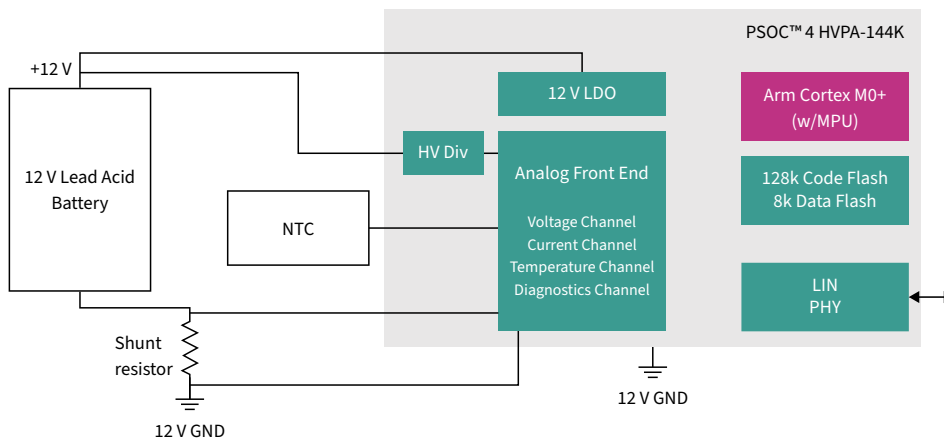 PSOC™ 4 HVPA-144K
+12 V
12 V LDO
Arm Cortex M0+
(w/MPU)
HV Div
12 V Lead Acid
Battery
Analog Front End
128k Code Flash
8k Data Flash
NTC
Voltage Channel
Current Channel
Temperature Channel
Diagnostics Channel
LIN
PHY
Shunt
resistor
12 V GND
12 V GND